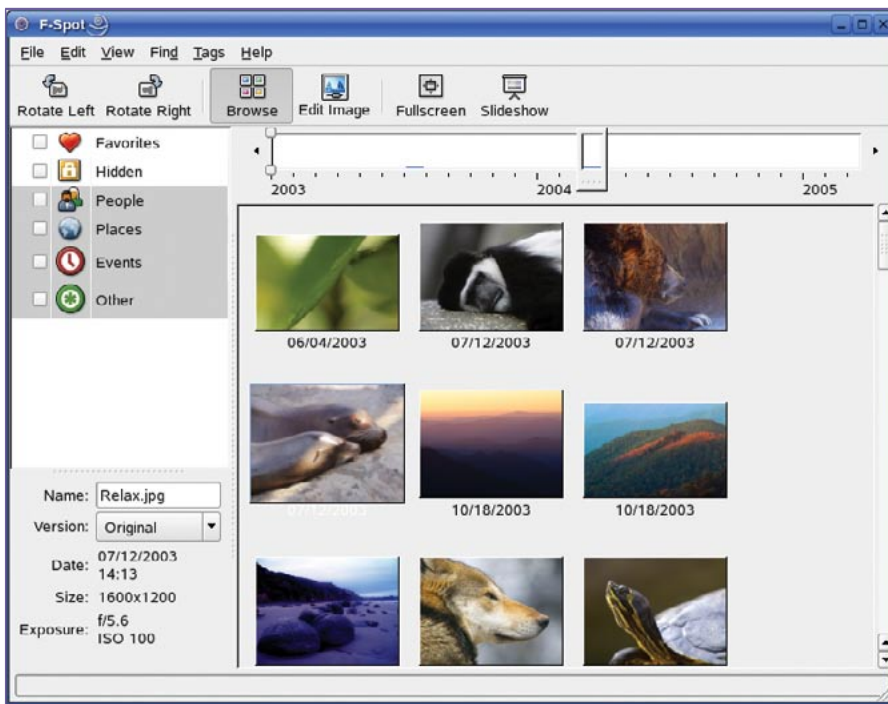 F-Spot
File Edit View Find Tags Help
Rotate Left Rotate Right Browse Edit Image Fullscreen Slideshow
Favorites
Hidden
People
Places
Events
Other
2003 2004 2005
06/04/2003 07/12/2003 07/12/2003
07/12/2003 10/18/2003 10/18/2003
Name: Relax.jpg
Version: Original
Date: 07/12/2003
14:13
Size: 1600x1200
Exposure: f/5.6
ISO 100